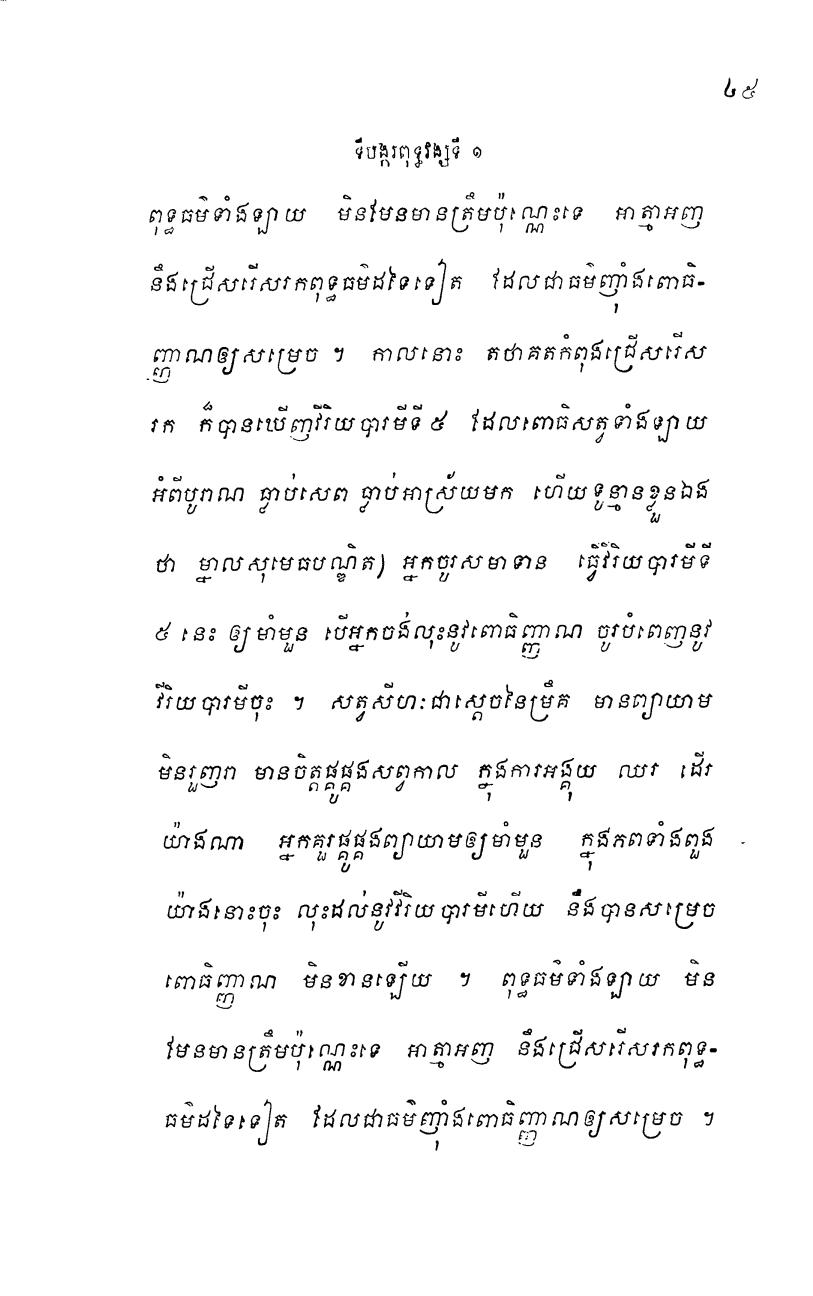 ៤៥
ទីបង្ករពុទ្ធវង្សទី ១
ពុទ្ធធម៌ទាំងឡាយ មិនមែនមានត្រឹមប៉ុណ្ណេះទេ អាត្មាអញ
នឹងជ្រើសរើសរកពុទ្ធធម៌ដទៃទៀត ដែលជាធម៌ញ៉ាំងពោធិ-
ញ្ញាណឲ្យសម្រេច ។ កាលនោះ តថាគតកំពុងជ្រើសរើស
រក ក៏បានឃើញវីរិយបារមីទី ៥ ដែលពោធិសត្វទាំងឡាយ
អំពីបូរាណ ធ្លាប់សេព ធ្លាប់អាស្រ័យមក ហើយទូន្មានខ្លួនឯង
ថា ម្នាលសុមេធបណ្ឌិត) អ្នកចូរសមាទាន ធ្វើវីរិយបារមីទី
៥ នេះ ឲ្យមាំមួន បើអ្នកចង់លុះនូវពោធិញ្ញាណ ចូរបំពេញនូវ
វីរិយបារមីចុះ ។ សត្វសីហៈជាស្តេចនៃម្រឹគ មានព្យាយាម
មិនរួញរា មានចិត្តផ្គូផ្គងសព្វកាល ក្នុងការអង្គុយ ឈរ ដើរ
យ៉ាងណា អ្នកគួរផ្គូផ្គងព្យាយាមឲ្យមាំមួន ក្នុងភពទាំងពួង
យ៉ាងនោះចុះ លុះដល់នូវវីរិយបារមីហើយ នឹងបានសម្រេច
ពោធិញ្ញាណ មិនខានឡើយ ។ ពុទ្ធធម៌ទាំងឡាយ មិន
មែនមានត្រឹមប៉ុណ្ណេះទេ អាត្មាអញ នឹងជ្រើសរើសរកពុទ្ធ-
ធម៌ដទៃទៀត ដែលជាធម៌ញ៉ាំងពោធិញ្ញាណឲ្យសម្រេច ។